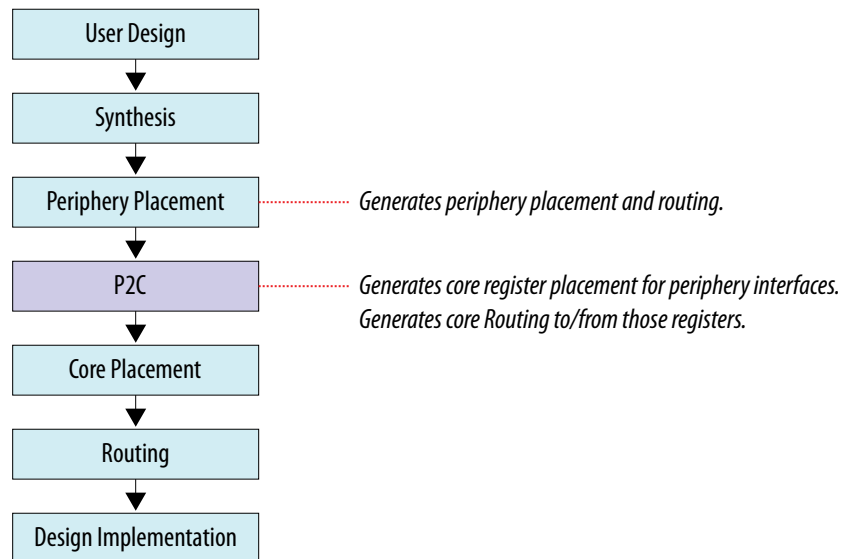 User Design
Synthesis
Periphery Placement
Generates periphery placement and routing.
P2C
Generates core register placement for periphery interfaces.
Generates core Routing to/from those registers.
Core Placement
Routing
Design Implementation